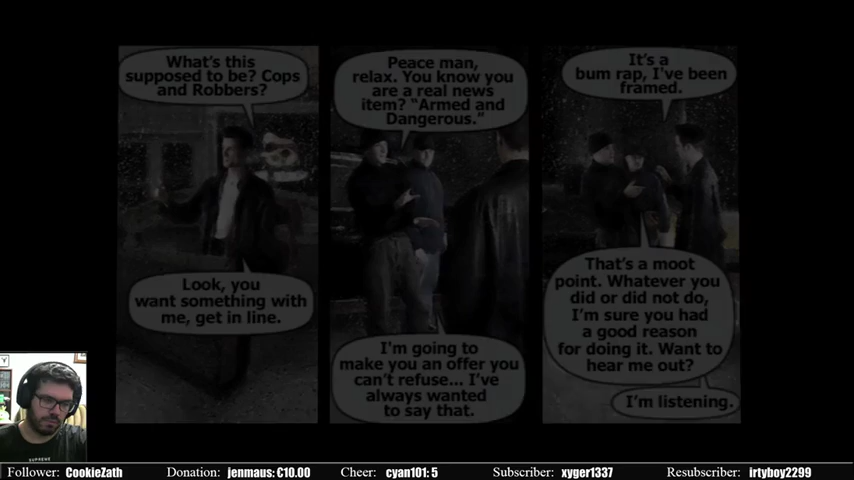 What's this
supposed to be? Cops
and Robbers?
Look, you
want something with
me, get in line.
Peace man,
relax. You know you
are a real news
item? "Armed and
Dangerous."
I'm going to
make you an offer you
can't refuse... I've
always wanted
to say that.
It's a
bum rap, I've been
framed.
That's a moot
point. Whatever you
did or did not do,
I'm sure you had
a good reason
for doing it. Want to
hear me out?
I'm listening.
SUPREME
Follower: CookieZath Donation: jenmaus: €10.00 Cheer: cyan101: 5 Subscriber: xyger1337 Resubscriber: irtyboy2299